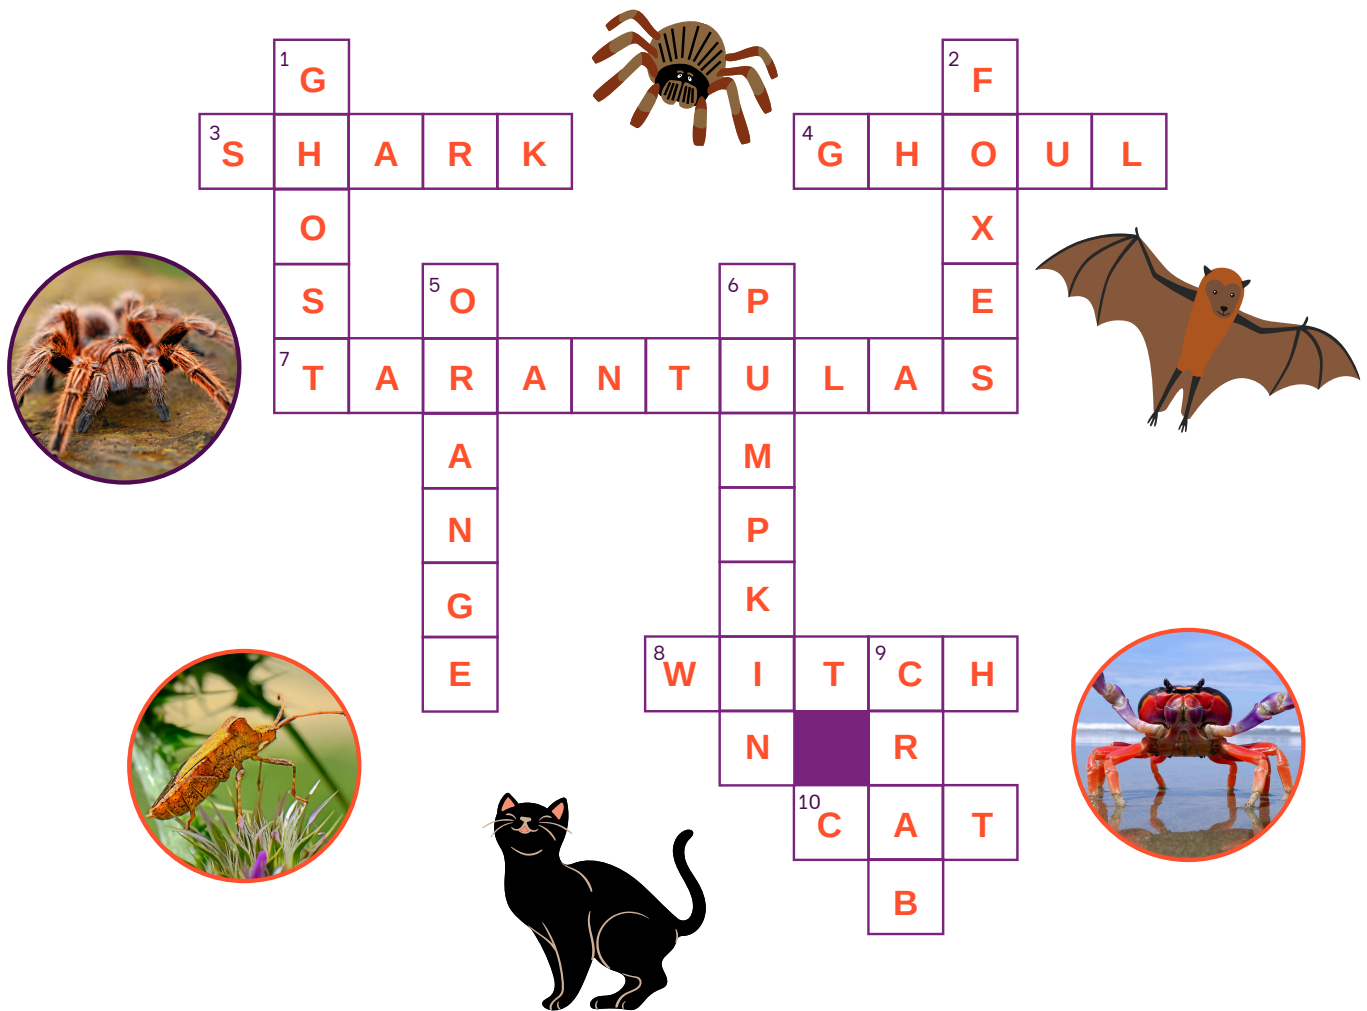 1 G 2 F
3 S H A R K 4 G H O U L
O X
S 5 O 6 P E
7 T A R A N T U L A S
A M
N P
G K
E 8 W I T 9 C H
N R
10 C A T
B